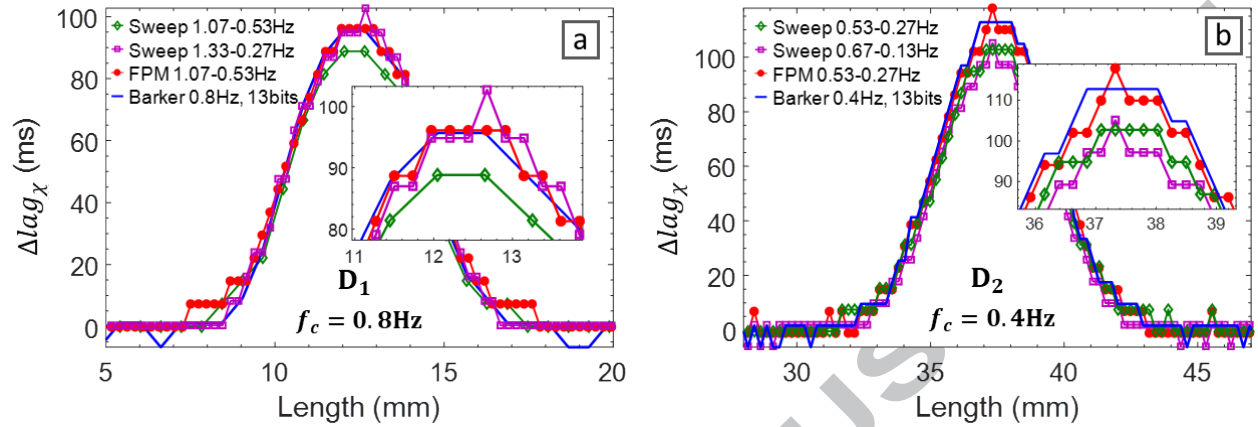 Sweep 1.07-0.53Hz
Sweep 1.33-0.27Hz
FPM 1.07-0.53Hz
Barker 0.8Hz, 13bits
a
100
80
60
40
20
0
Δlagχ (ms)
100
90
80
11 12 13
D1
fc = 0.8Hz
5 10 15 20
Length (mm)
Sweep 0.53-0.27Hz
Sweep 0.67-0.13Hz
FPM 0.53-0.27Hz
Barker 0.4Hz, 13bits
b
100
80
60
40
20
0
Δlagχ (ms)
110
100
90
36 37 38 39
D2
fc = 0.4Hz
30 35 40 45
Length (mm)